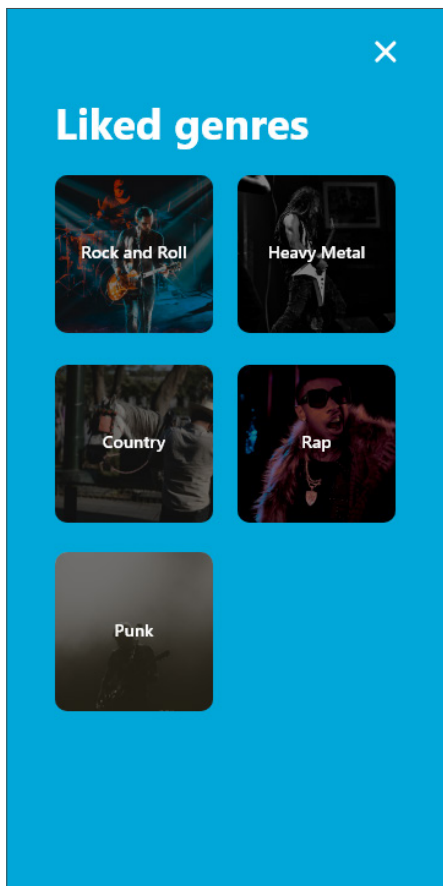 Liked genres
Rock and Roll
Heavy Metal
Country
Rap
Punk